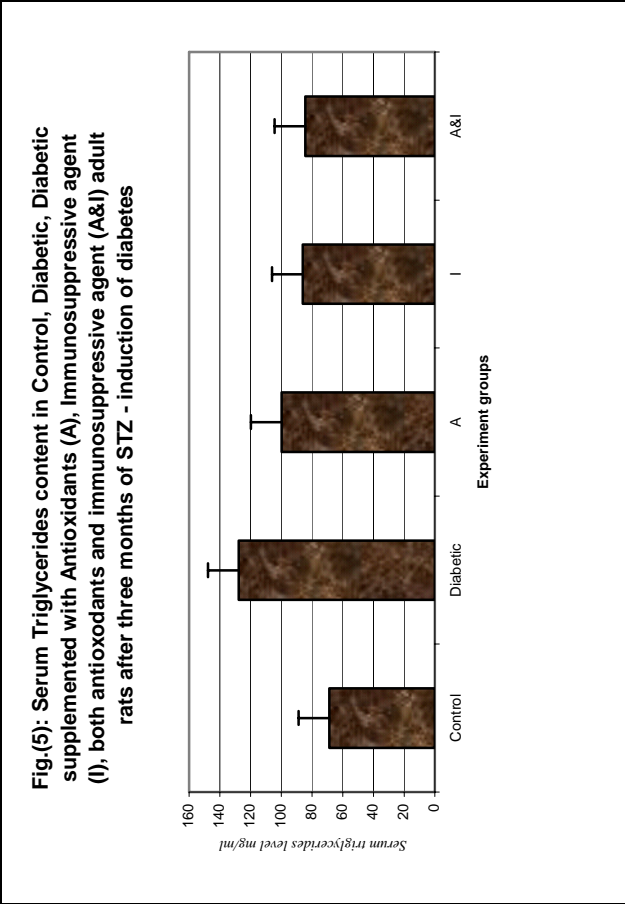 Fig.(5): Serum Triglycerides content in Control, Diabetic, Diabetic
supplemented with Antioxidants (A), Immunosuppressive agent
(I), both antioxodants and immunosuppressive agent (A&I) adult
rats after three months of STZ - induction of diabetes
Serum triglycerides level mg/ml
160
140
120
100
80
60
40
20
0
Control
Diabetic
A
I
A&I
Experiment groups